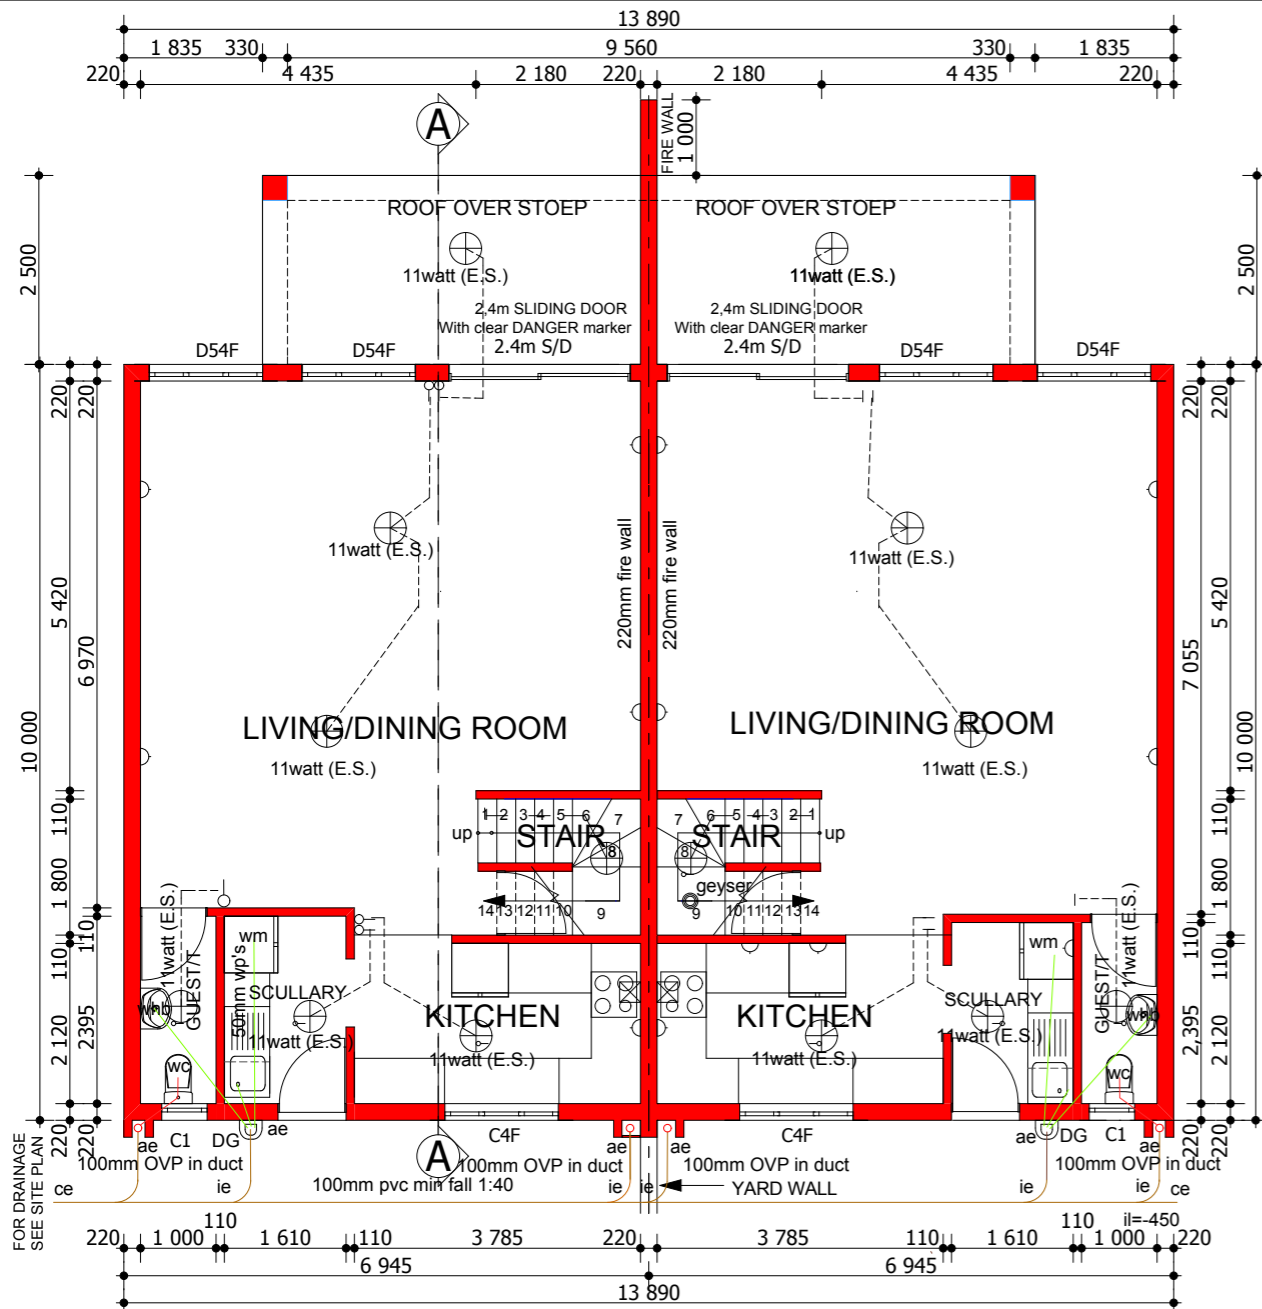 13 890
1 835 330 9 560 330 1 835
220 4 435 2 180 220 2 180 4 435 220
A
FIRE WALL
1 000
ROOF OVER STOEP ROOF OVER STOEP
2 500 2 500
11watt (E.S.) 11watt (E.S.)
2,4m SLIDING DOOR 2,4m SLIDING DOOR
With clear DANGER marker With clear DANGER marker
D54F D54F 2.4m S/D 2.4m S/D D54F D54F
220 220 220 220
11watt (E.S.) 11watt (E.S.)
220mm fire wall 220mm fire wall
5 420 6 970 7 055 5 420
10 000 10 000
LIVING/DINING ROOM LIVING/DINING ROOM
11watt (E.S.) 11watt (E.S.)
110 110
1 2 3 4 5 6 7 7 6 5 4 3 2 1
up STAIR STAIR up
8 8
geyser
14 13 12 11 10 9 9 10 11 12 13 14
1 800 1 800
110 110 110 110
11watt (E.S.) 11watt (E.S.)
wm wm
GUEST/T 50mm wp's SCULLARY SCULLARY GUEST/T
whb KITCHEN KITCHEN whb
11watt (E.S.) 11watt (E.S.) 11watt (E.S.) 11watt (E.S.)
2 120 2395 2,395 2 120
wc wc
220 220 220 220
ae C1 DG ae C4F ae ae C4F ae DG C1 ae
100mm OVP in duct A 100mm OVP in duct 100mm OVP in duct 100mm OVP in duct
ce ie 100mm pvc min fall 1:40 ie ie YARD WALL ie ie ce
FOR DRAINAGE
SEE SITE PLAN
il=-450
220 1 000 110 1 610 110 3 785 220 3 785 110 1 610 110 1 000 220
6 945 6 945
13 890